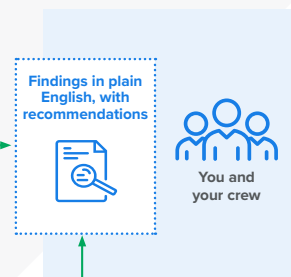 Findings in plain
English, with
recommendations
You and
your crew